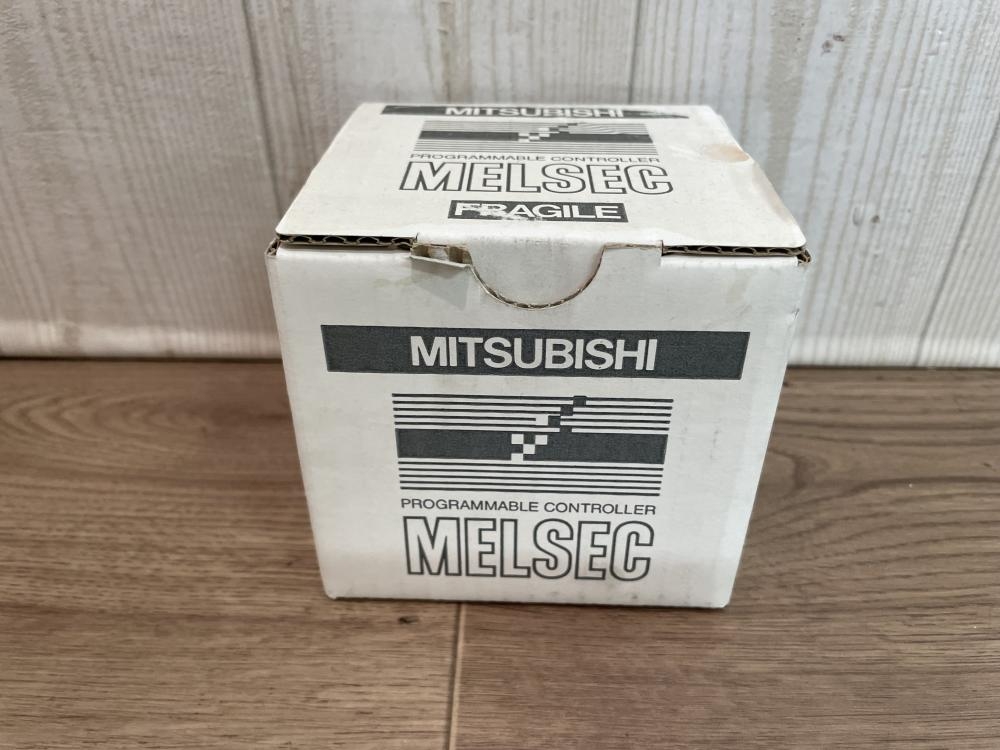 MITSUBISHI
PROGRAMMABLE CONTROLLER
MELSEC
FRAGILE
MITSUBISHI
PROGRAMMABLE CONTROLLER
MELSEC